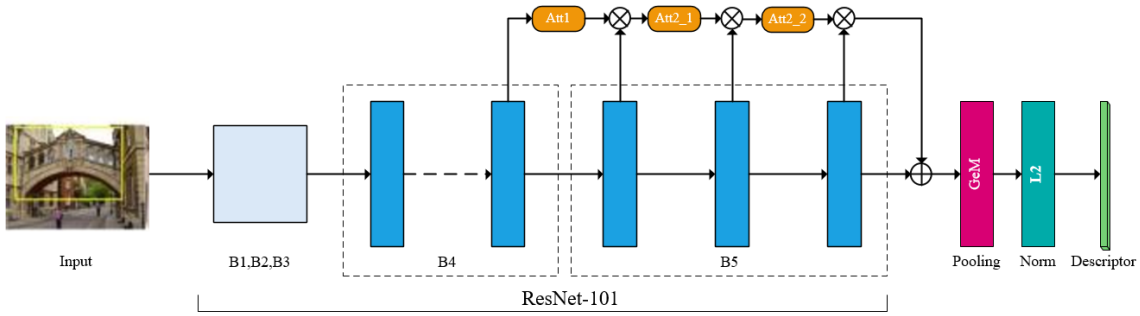 Att1
Att2_1
Att2_2
GeM
L2
Input
B1,B2,B3
B4
B5
Pooling
Norm
Descriptor
ResNet-101